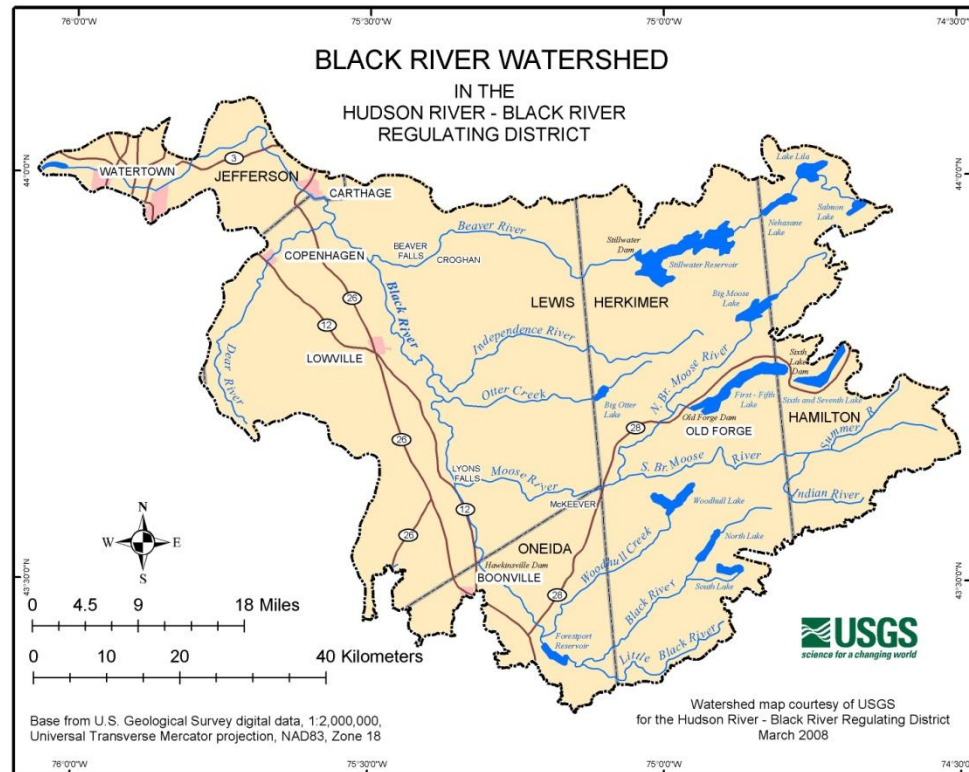 76°0'0"W
75°30'0"W
75°0'0"W
74°30'0"W
BLACK RIVER WATERSHED
IN THE
HUDSON RIVER - BLACK RIVER
REGULATING DISTRICT
44°0'0"N
44°0'0"N
WATERTOWN
3
JEFFERSON
CARTHAGE
Lake Lila
Nehasane
Lake
Salmon
Lake
COPENHAGEN
BEAVER
FALLS
CROGHAN
Beaver River
Stillwater
Dam
Stillwater Reservoir
Black River
26
12
LOWVILLE
Dear River
LEWIS
HERKIMER
Big Moose
Lake
Independence River
Otter Creek
Big Otter
Lake
N. Br. Moose River
Sixth
Lake
Dam
First - Fifth
Lake
Sixth and Seventh Lake
Old Forge Dam
OLD FORGE
HAMILTON
28
26
Summer R
LYONS
FALLS
Moose River
S. Br. Moose River
Indian River
McKEEVER
Woodhull Lake
12
26
ONEIDA
Hawkinsville Dam
BOONVILLE
Woodhull Creek
North Lake
South Lake
28
Black River
Forestport
Reservoir
Little Black River
43°30'0"N
43°30'0"N
N
W
E
S
0 4.5 9 18 Miles
0 10 20 40 Kilometers
USGS
science for a changing world
Base from U.S. Geological Survey digital data, 1:2,000,000,
Universal Transverse Mercator projection, NAD83, Zone 18
Watershed map courtesy of USGS
for the Hudson River - Black River Regulating District
March 2008
76°0'0"W
75°30'0"W
75°0'0"W
74°30'0"W